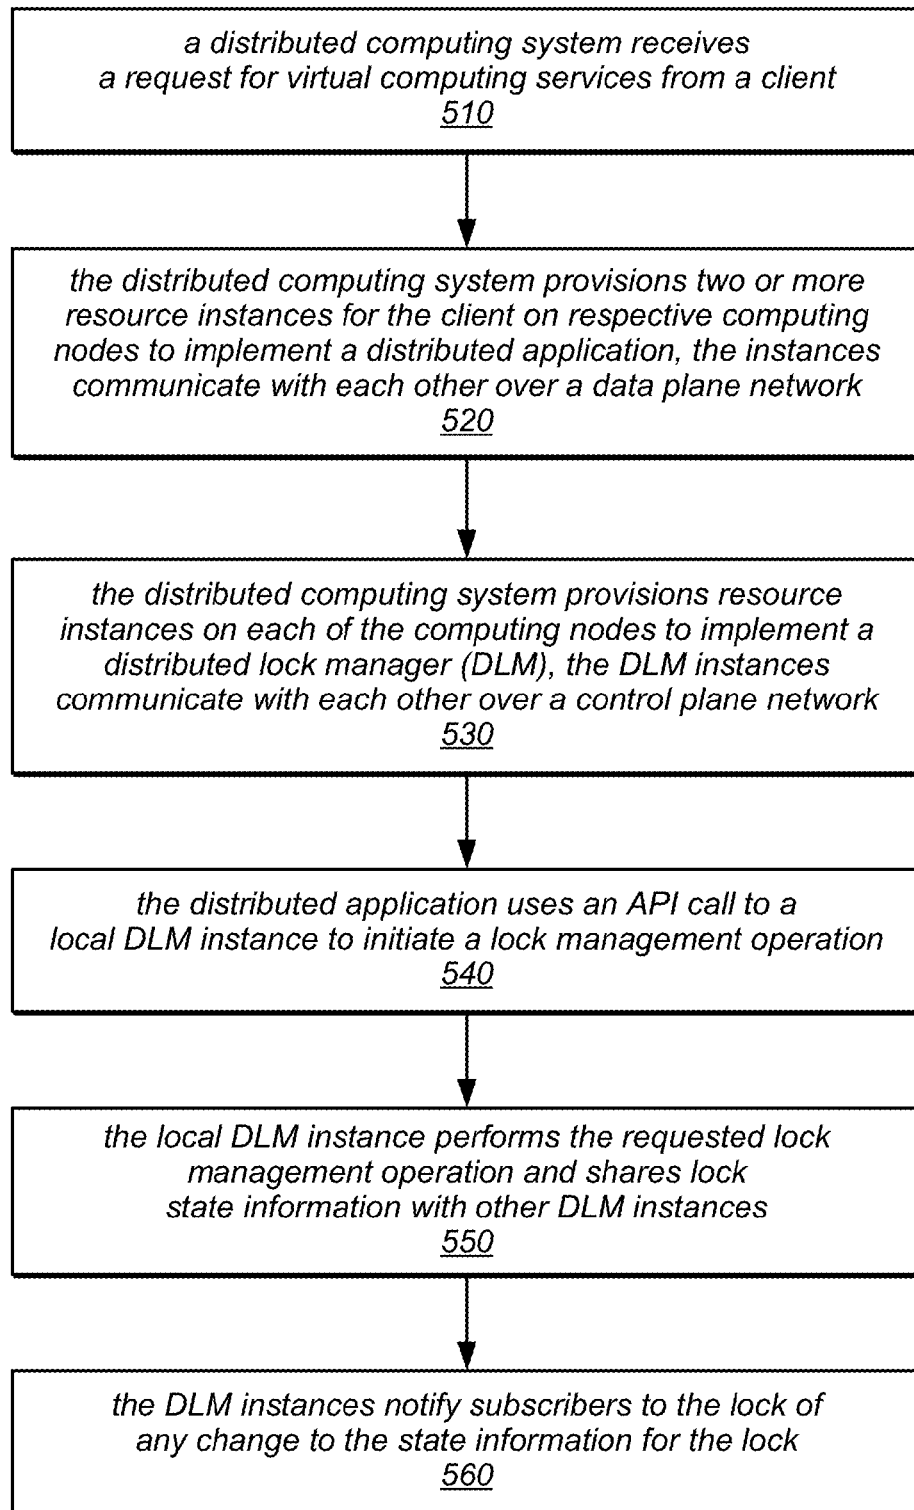 a distributed computing system receives
a request for virtual computing services from a client
510
the distributed computing system provisions two or more
resource instances for the client on respective computing
nodes to implement a distributed application, the instances
communicate with each other over a data plane network
520
the distributed computing system provisions resource
instances on each of the computing nodes to implement a
distributed lock manager (DLM), the DLM instances
communicate with each other over a control plane network
530
the distributed application uses an API call to a
local DLM instance to initiate a lock management operation
540
the local DLM instance performs the requested lock
management operation and shares lock
state information with other DLM instances
550
the DLM instances notify subscribers to the lock of
any change to the state information for the lock
560